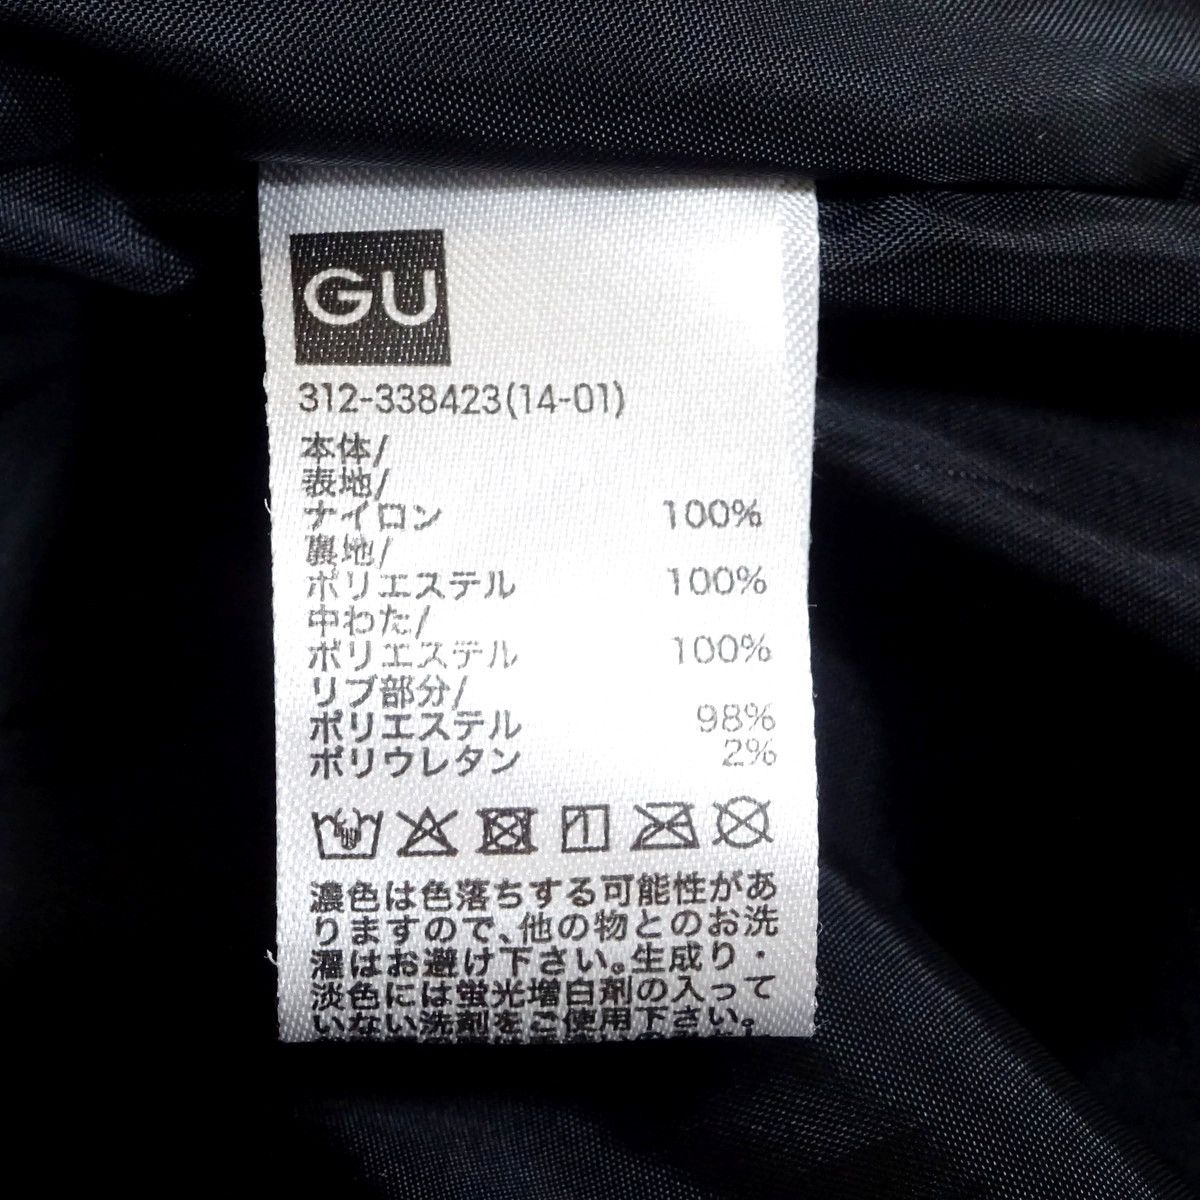 GU
312-338423(14-01)
本体/
表地/
ナイロン 100%
裏地/
ポリエステル 100%
中わた/
ポリエステル 100%
リブ部分/
ポリエステル 98%
ポリウレタン 2%
濃色は色落ちする可能性があ
りますので、他の物とのお洗
濯はお避け下さい。生成り・
淡色には蛍光増白剤の入って
いない洗剤をご使用下さい。